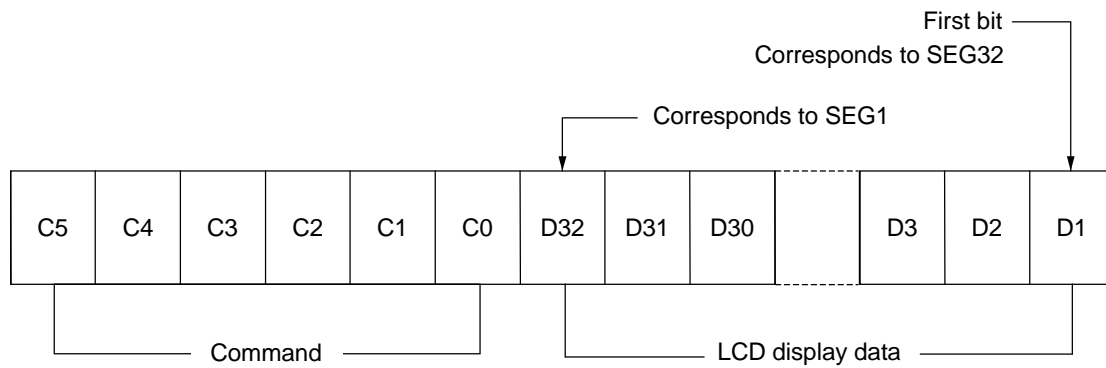 First bit
Corresponds to SEG32
Corresponds to SEG1
C5 C4 C3 C2 C1 C0 D32 D31 D30 D3 D2 D1
Command LCD display data